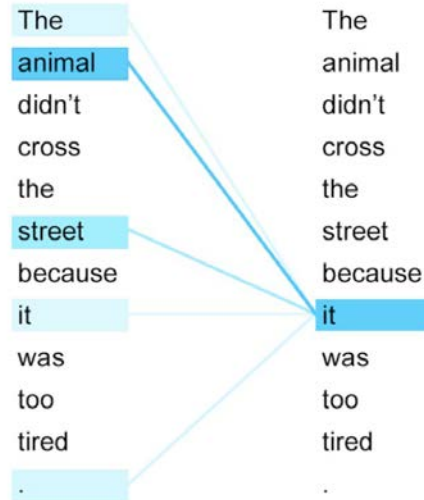 The
animal
didn't
cross
the
street
because
it
was
too
tired
.
The
animal
didn't
cross
the
street
because
it
was
too
tired
.